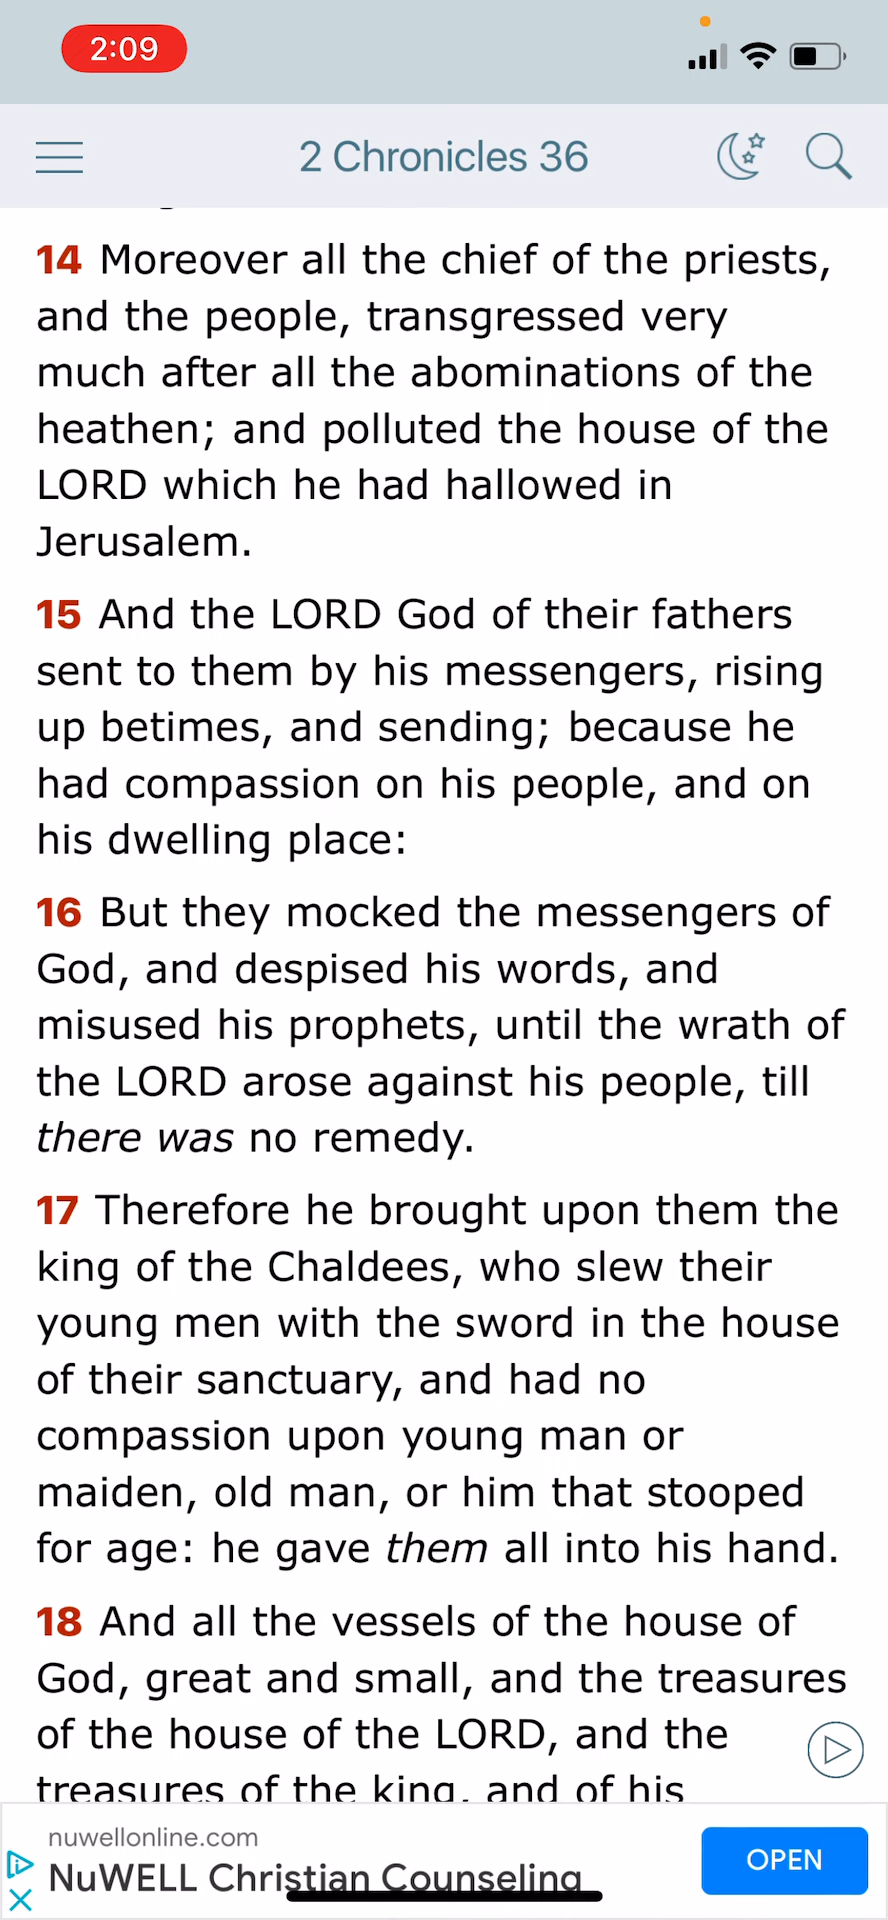 2:09
2 Chronicles 36
14 Moreover all the chief of the priests,
and the people, transgressed very
much after all the abominations of the
heathen; and polluted the house of the
LORD which he had hallowed in
Jerusalem.
15 And the LORD God of their fathers
sent to them by his messengers, rising
up betimes, and sending; because he
had compassion on his people, and on
his dwelling place:
16 But they mocked the messengers of
God, and despised his words, and
misused his prophets, until the wrath of
the LORD arose against his people, till
there was no remedy.
17 Therefore he brought upon them the
king of the Chaldees, who slew their
young men with the sword in the house
of their sanctuary, and had no
compassion upon young man or
maiden, old man, or him that stooped
for age: he gave them all into his hand.
18 And all the vessels of the house of
God, great and small, and the treasures
of the house of the LORD, and the
treasures of the king, and of his
nuwellonline.com
NuWELL Christian Counseling
OPEN